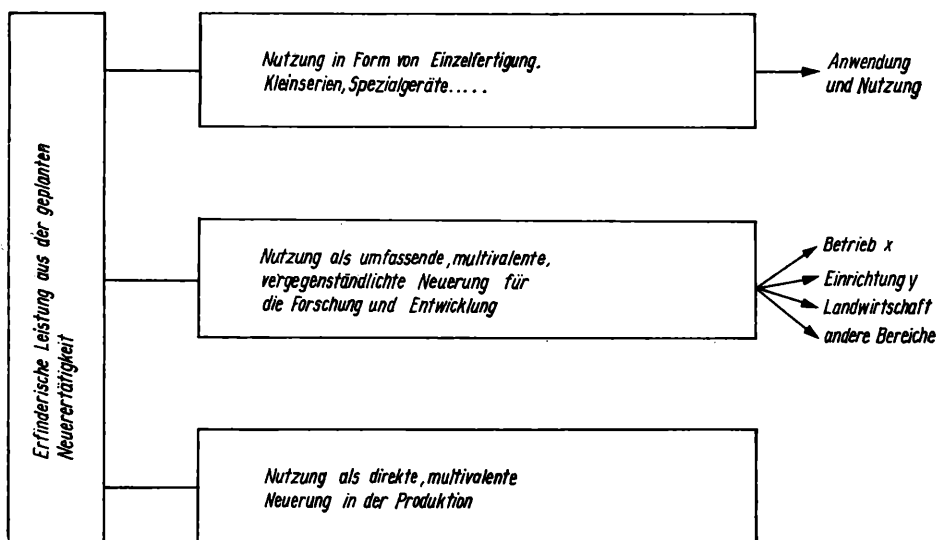 Erfinderische Leistung aus der geplanten
Neuerertätigkeit
Nutzung in Form von Einzelfertigung.
Kleinserien, Spezialgeräte.....
Anwendung
und Nutzung
Nutzung als umfassende, multivalente,
vergegenständlichte Neuerung für
die Forschung und Entwicklung
Betrieb x
Einrichtung y
Landwirtschaft
andere Bereiche
Nutzung als direkte, multivalente
Neuerung in der Produktion